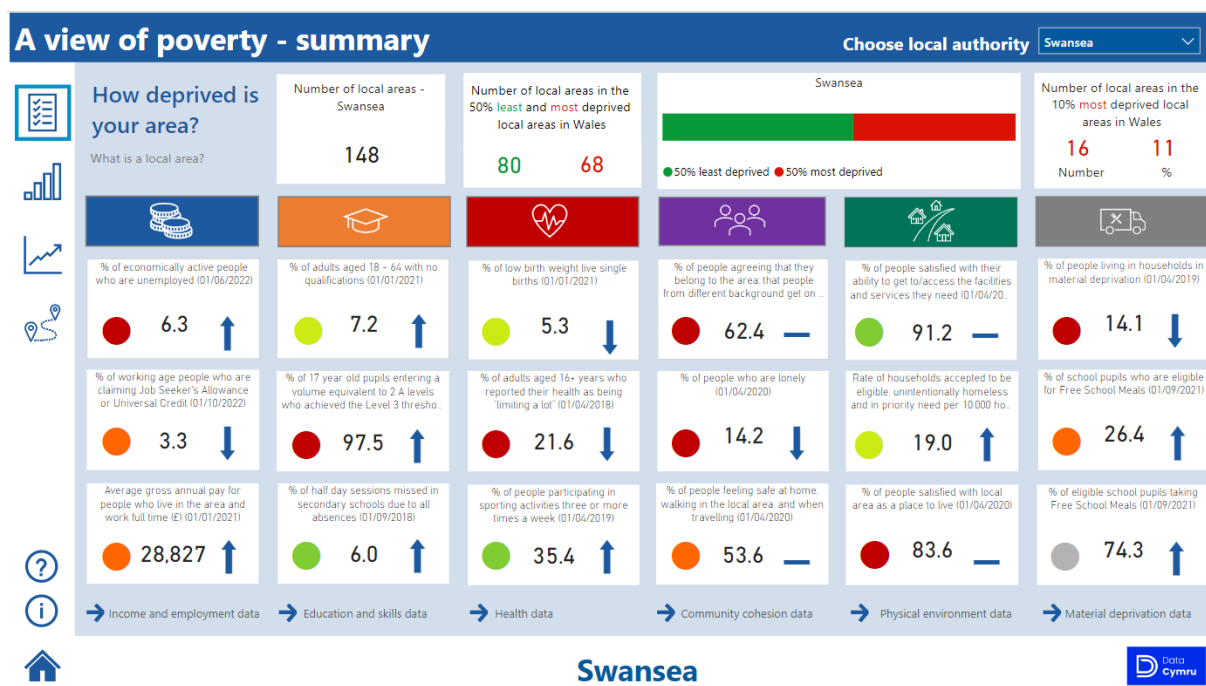 A view of poverty - summary
Choose local authority
Swansea
How deprived is
your area?
What is a local area?
Number of local areas -
Swansea
148
Number of local areas in the
50% least and most deprived
local areas in Wales
80 68
Swansea
50% least deprived 50% most deprived
Number of local areas in the
10% most deprived local
areas in Wales
16 11
Number %
% of economically active people
who are unemployed (01/06/2022)
6.3
% of adults aged 18 – 64 with no
qualifications (01/01/2021)
7.2
% of low birth weight live single
births (01/01/2021)
5.3
% of people agreeing that they
belong to the area; that people
from different background get on ...
62.4
% of people satisfied with their
ability to get to/access the facilities
and services they need (01/04/20...
91.2
% of people living in households in
material deprivation (01/04/2019)
14.1
% of working age people who are
claiming Job Seeker's Allowance
or Universal Credit (01/10/2022)
3.3
% of 17 year old pupils entering a
volume equivalent to 2 A levels
who achieved the Level 3 thresho...
97.5
% of adults aged 16+ years who
reported their health as being
'limiting a lot' (01/04/2018)
21.6
% of people who are lonely
(01/04/2020)
14.2
Rate of households accepted to be
eligible, unintentionally homeless
and in priority need per 10,000 ho...
19.0
% of school pupils who are eligible
for Free School Meals (01/09/2021)
26.4
Average gross annual pay for
people who live in the area and
work full time (£) (01/01/2021)
28,827
% of half day sessions missed in
secondary schools due to all
absences (01/09/2018)
6.0
% of people participating in
sporting activities three or more
times a week (01/04/2019)
35.4
% of people feeling safe at home,
walking in the local area, and when
travelling (01/04/2020)
53.6
% of people satisfied with local
area as a place to live (01/04/2020)
83.6
% of eligible school pupils taking
Free School Meals (01/09/2021)
74.3
Income and employment data
Education and skills data
Health data
Community cohesion data
Physical environment data
Material deprivation data
Swansea
Data
Cymru